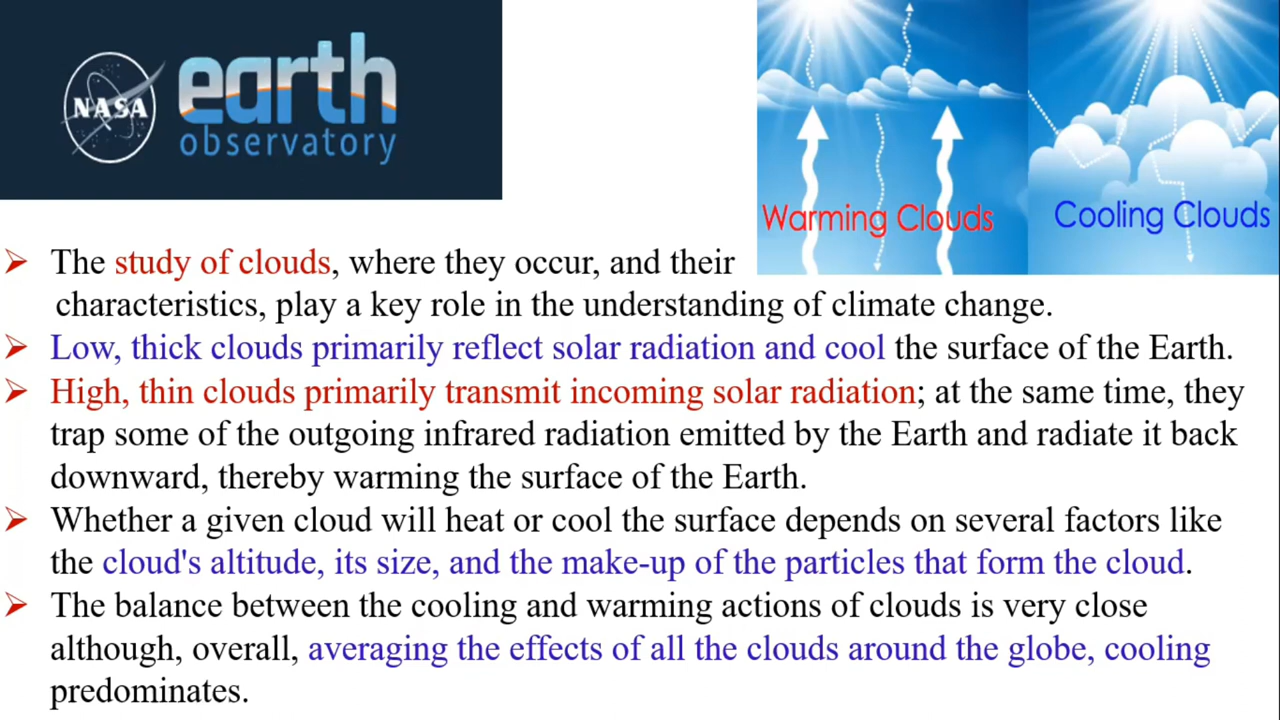 NASA
earth
observatory
Warming Clouds
Cooling Clouds
The study of clouds, where they occur, and their
characteristics, play a key role in the understanding of climate change.
Low, thick clouds primarily reflect solar radiation and cool the surface of the Earth.
High, thin clouds primarily transmit incoming solar radiation; at the same time, they
trap some of the outgoing infrared radiation emitted by the Earth and radiate it back
downward, thereby warming the surface of the Earth.
Whether a given cloud will heat or cool the surface depends on several factors like
the cloud's altitude, its size, and the make-up of the particles that form the cloud.
The balance between the cooling and warming actions of clouds is very close
although, overall, averaging the effects of all the clouds around the globe, cooling
predominates.